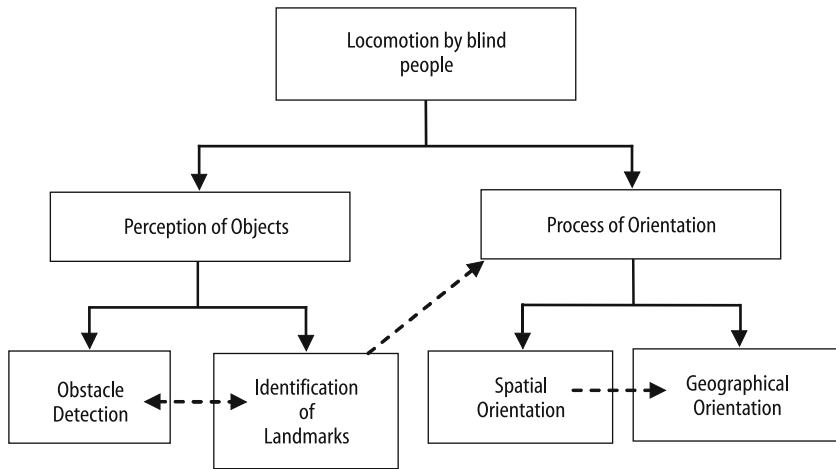 Locomotion by blind
people
Perception of Objects
Process of Orientation
Obstacle
Detection
Identification
of
Landmarks
Spatial
Orientation
Geographical
Orientation